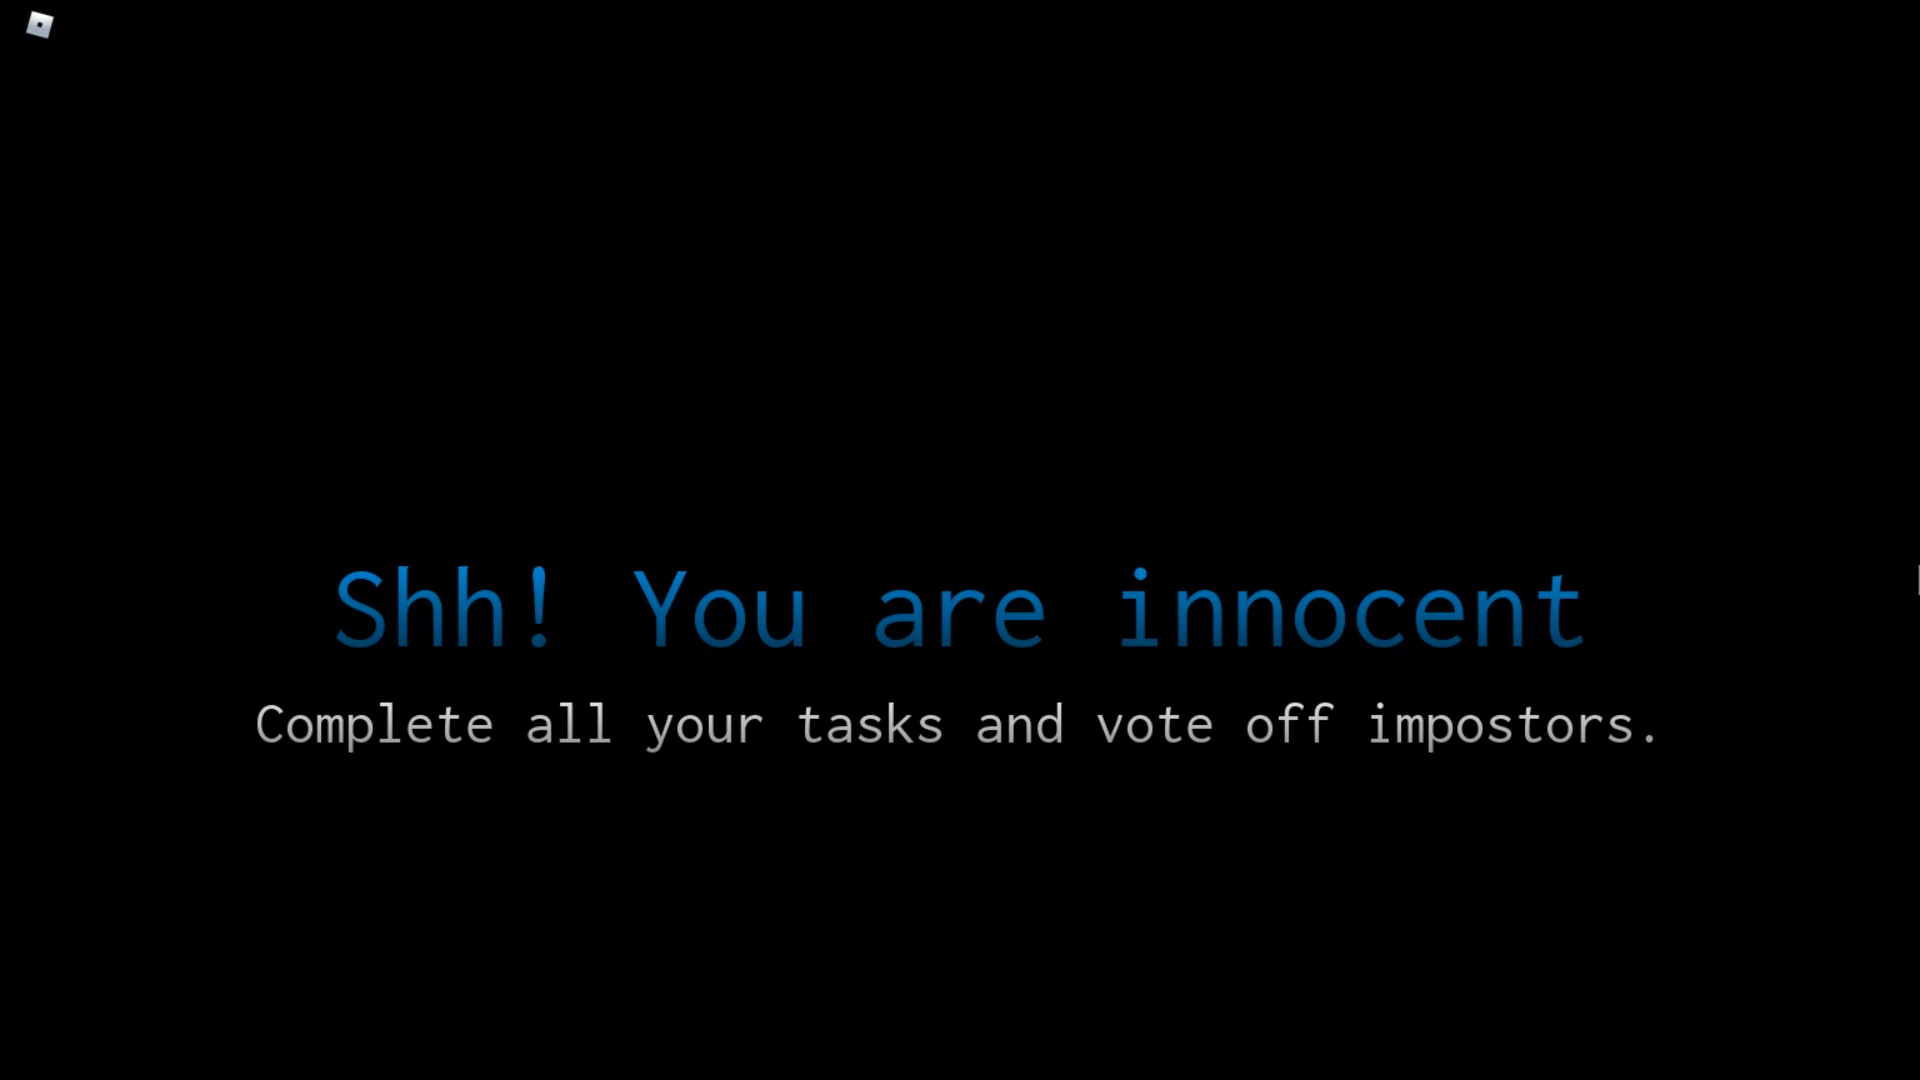 Shh! You are innocent
Complete all your tasks and vote off impostors.